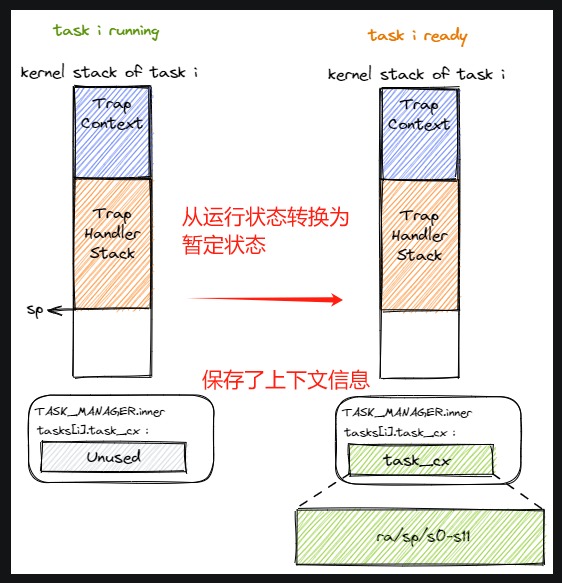 task i running
task i ready
kernel stack of task i
kernel stack of task i
Trap
Context
Trap
Context
Trap
Handler
Stack
Trap
Handler
Stack
从运行状态转换为
暂定状态
sp
保存了上下文信息
TASK_MANAGER.inner
tasks[i].task_cx :
Unused
TASK_MANAGER.inner
tasks[i].task_cx :
task_cx
ra/sp/s0-s11